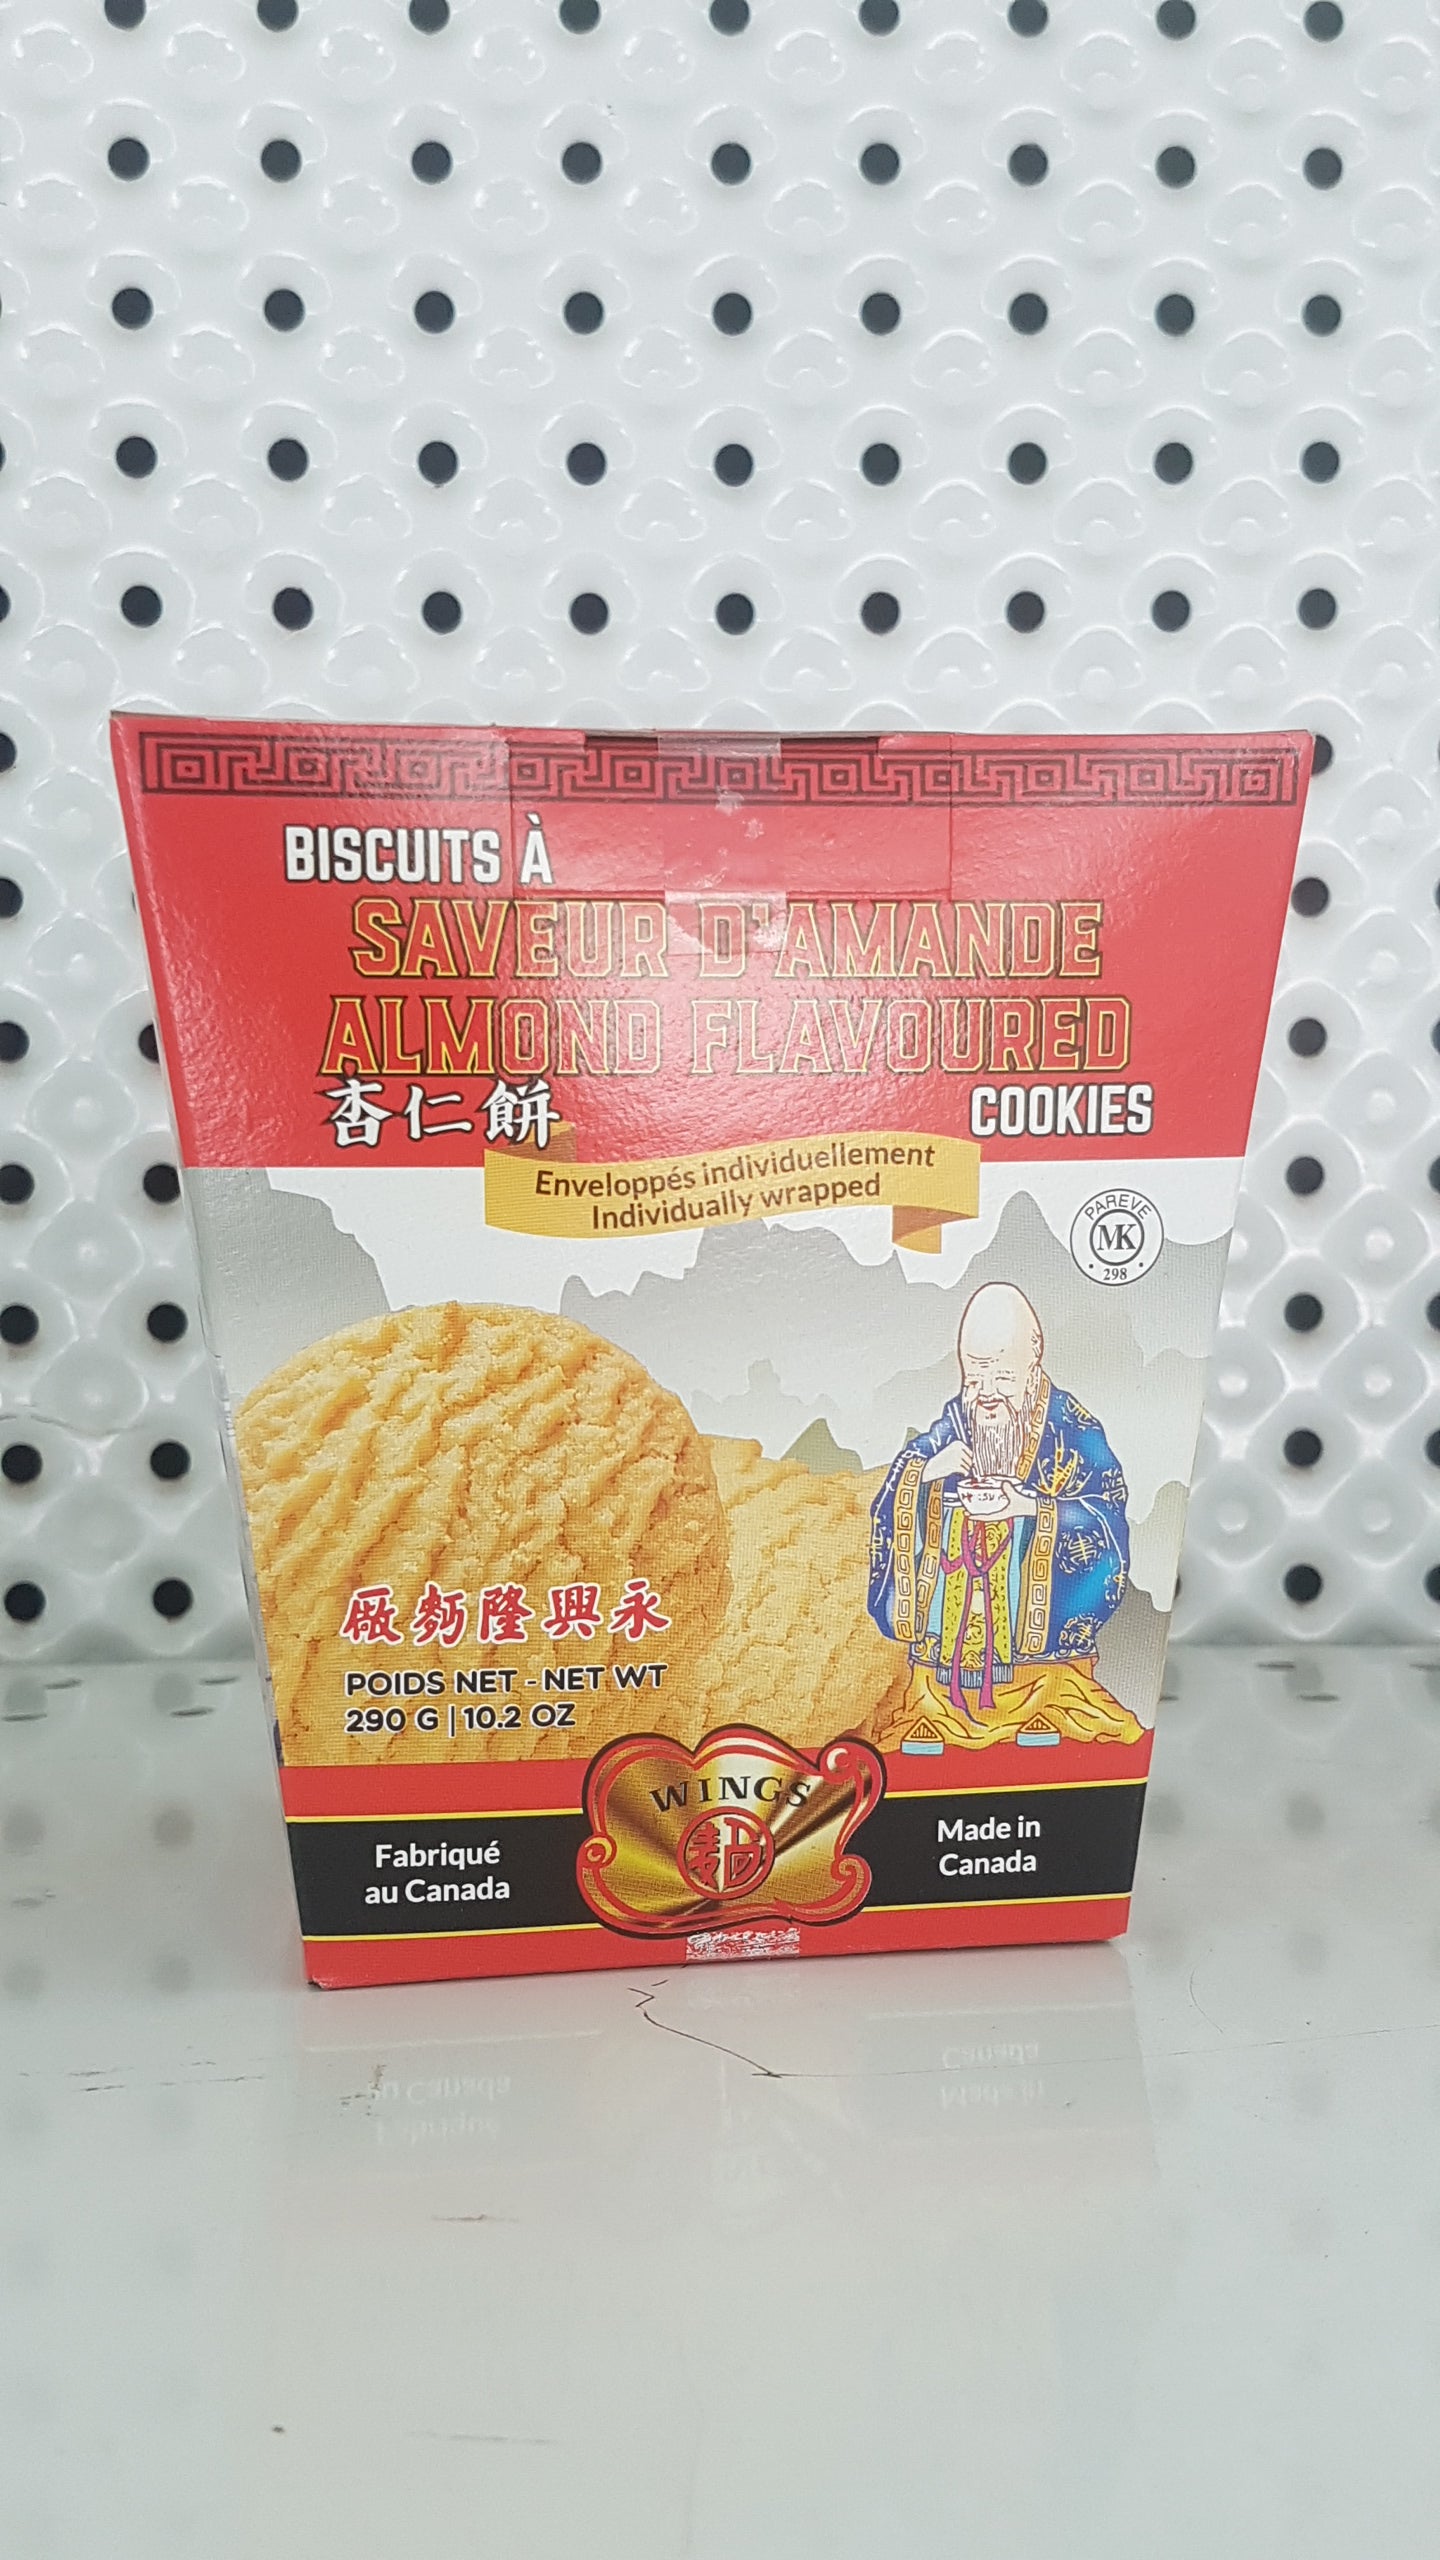 BISCUITS À
SAVEUR D'AMANDE
ALMOND FLAVOURED
杏仁餅 COOKIES
Enveloppés individuellement
Individually wrapped
PAREVE
MK
298
廠麪隆興永
POIDS NET - NET WT
290 G | 10.2 OZ
WINGS
麵
Fabriqué
au Canada
Made in
Canada